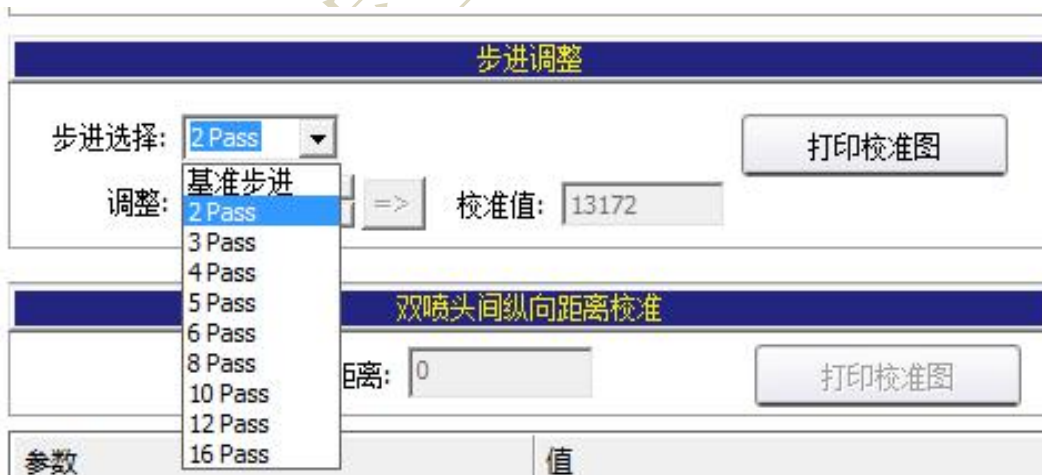 步进调整
步进选择: 2 Pass
打印校准图
基准步进
调整:
=>
校准值: 13172
2 Pass
3 Pass
4 Pass
5 Pass
6 Pass
8 Pass
10 Pass
12 Pass
16 Pass
双喷头间纵向距离校准
距离: 0
打印校准图
参数
值